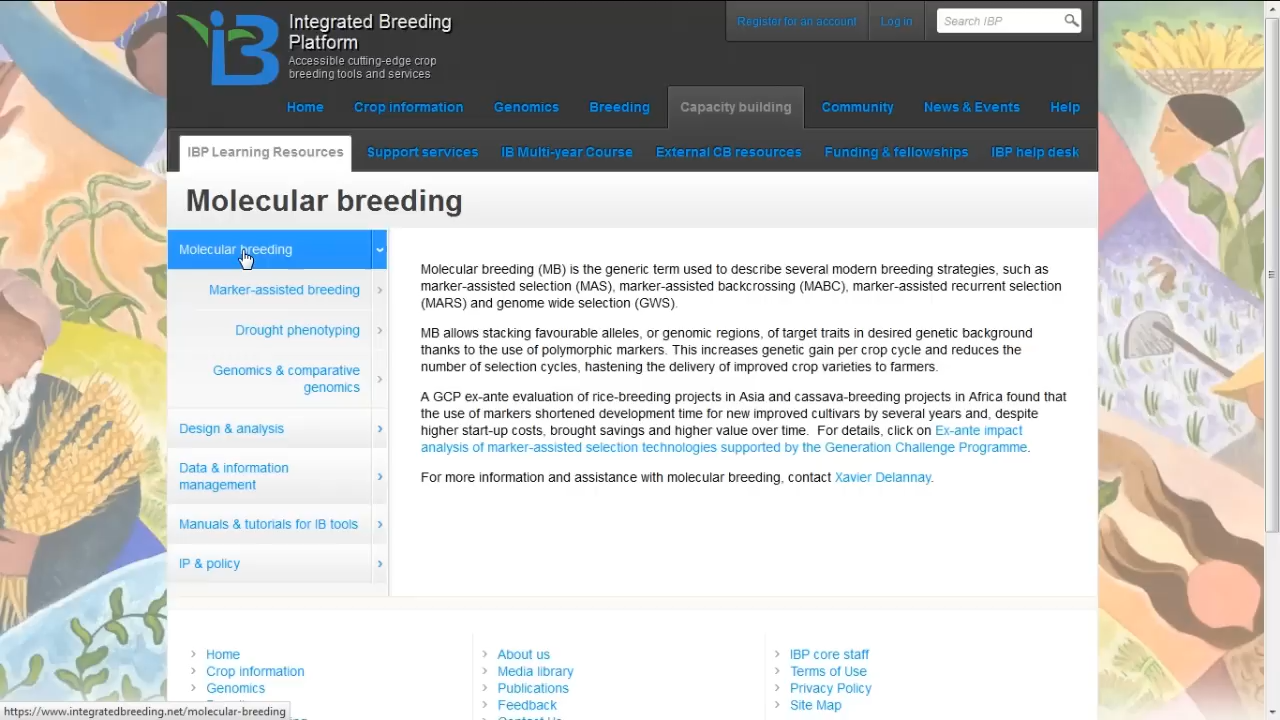 i3
Integrated Breeding
Platform
Accessible cutting-edge crop
breeding tools and services
Register for an account
Log in
Search IBP
Home
Crop information
Genomics
Breeding
Capacity building
Community
News & Events
Help
IBP Learning Resources
Support services
IB Multi-year Course
External CB resources
Funding & fellowships
IBP help desk
Molecular breeding
Molecular breeding
Marker-assisted breeding
Drought phenotyping
Genomics & comparative
genomics
Design & analysis
Data & information
management
Manuals & tutorials for IB tools
IP & policy
Molecular breeding (MB) is the generic term used to describe several modern breeding strategies, such as
marker-assisted selection (MAS), marker-assisted backcrossing (MABC), marker-assisted recurrent selection
(MARS) and genome wide selection (GWS).
MB allows stacking favourable alleles, or genomic regions, of target traits in desired genetic background
thanks to the use of polymorphic markers. This increases genetic gain per crop cycle and reduces the
number of selection cycles, hastening the delivery of improved crop varieties to farmers.
A GCP ex-ante evaluation of rice-breeding projects in Asia and cassava-breeding projects in Africa found that
the use of markers shortened development time for new improved cultivars by several years and, despite
higher start-up costs, brought savings and higher value over time. For details, click on Ex-ante impact
analysis of marker-assisted selection technologies supported by the Generation Challenge Programme.
For more information and assistance with molecular breeding, contact Xavier Delannay.
Home
Crop information
Genomics
About us
Media library
Publications
Feedback
Contact Us
IBP core staff
Terms of Use
Privacy Policy
Site Map
https://www.integratedbreeding.net/molecular-breeding